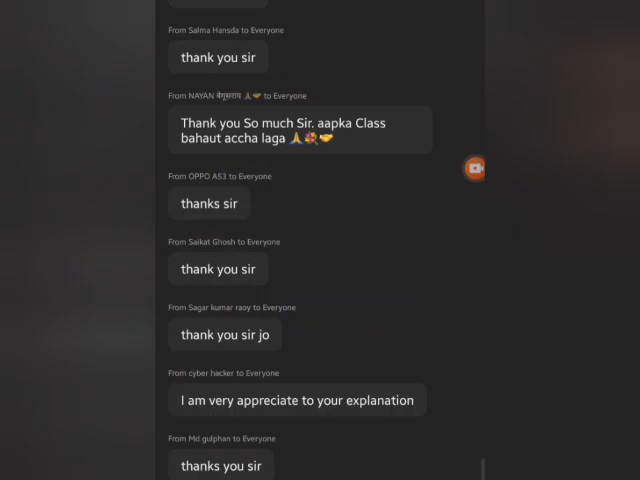 From Salma Hansda to Everyone
thank you sir
From NAYAN बेगूसराय 🙏🤝 to Everyone
Thank you So much Sir. aapka Class
bahaut accha laga 🙏💐🤝
From OPPO A53 to Everyone
thanks sir
From Saikat Ghosh to Everyone
thank you sir
From Sagar kumar raoy to Everyone
thank you sir jo
From cyber hacker to Everyone
I am very appreciate to your explanation
From Md gulphan to Everyone
thanks you sir